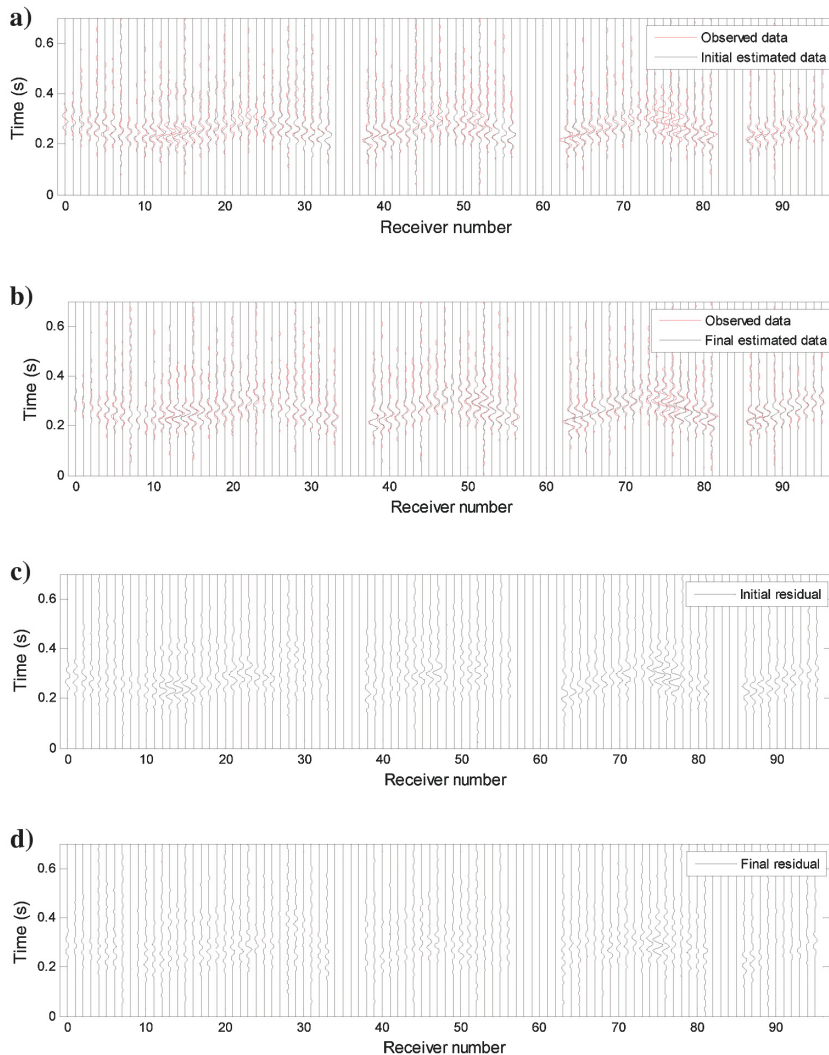 a)
Observed data
Initial estimated data
Time (s)
0.6
0.4
0.2
0
0 10 20 30 40 50 60 70 80 90
Receiver number
b)
Observed data
Final estimated data
Time (s)
0.6
0.4
0.2
0
0 10 20 30 40 50 60 70 80 90
Receiver number
c)
Initial residual
Time (s)
0.6
0.4
0.2
0
0 10 20 30 40 50 60 70 80 90
Receiver number
d)
Final residual
Time (s)
0.6
0.4
0.2
0
0 10 20 30 40 50 60 70 80 90
Receiver number